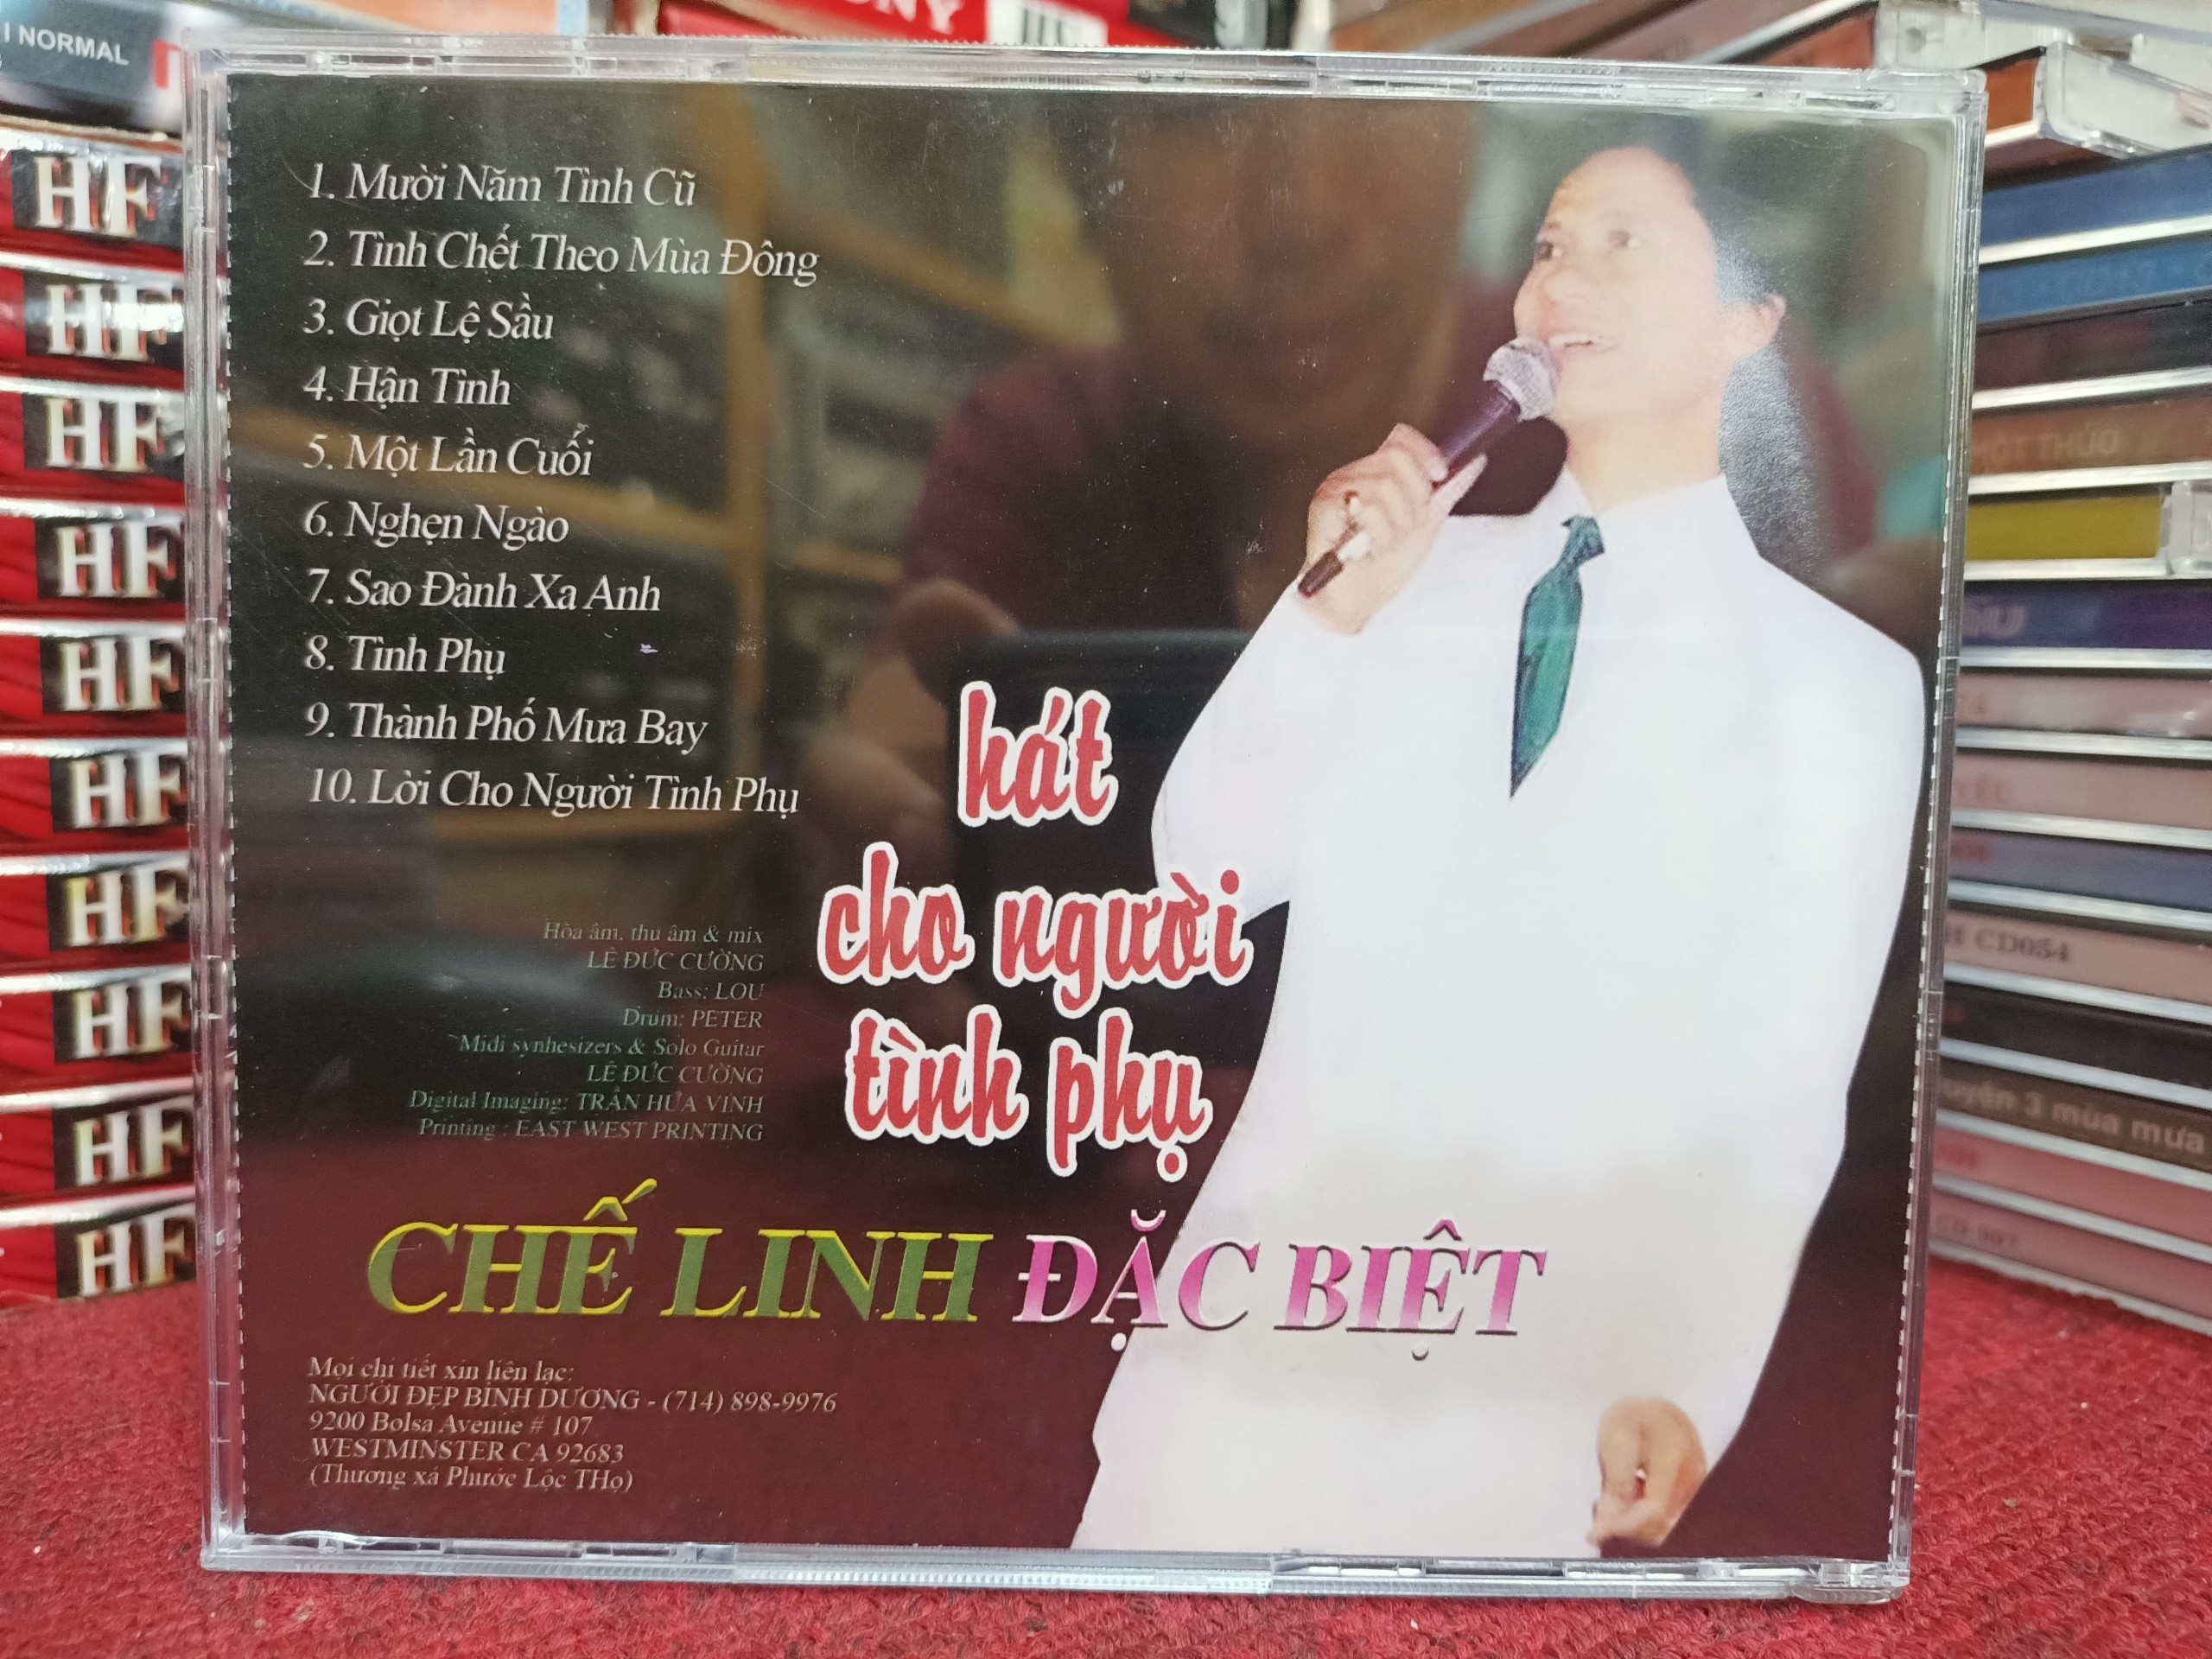 I NORMAL
HF
HF
HF
HF
HF
HF
HF
HF
HF
HF
1. Mười Năm Tình Cũ
2. Tình Chết Theo Mùa Đông
3. Giọt Lệ Sầu
4. Hận Tình
5. Một Lần Cuối
6. Nghẹn Ngào
7. Sao Đành Xa Anh
8. Tình Phụ
9. Thành Phố Mưa Bay
10. Lời Cho Người Tình Phụ
hát
cho người
tình phụ
Hòa âm, thu âm & mix
LÊ ĐỨC CƯỜNG
Bass: LOU
Drum: PETER
Midi synhesizers & Solo Guitar
LÊ ĐỨC CƯỜNG
Digital Imaging: TRẦN HỨA VINH
Printing : EAST WEST PRINTING
CHẾ LINH ĐẶC BIỆT
Mọi chi tiết xin liên lạc:
NGƯỜI ĐẸP BÌNH DƯƠNG - (714) 898-9976
9200 Bolsa Avenue # 107
WESTMINSTER CA 92683
(Thương xá Phước Lộc THọ)
MỘT THUỞ
CD054
3 mùa mưa